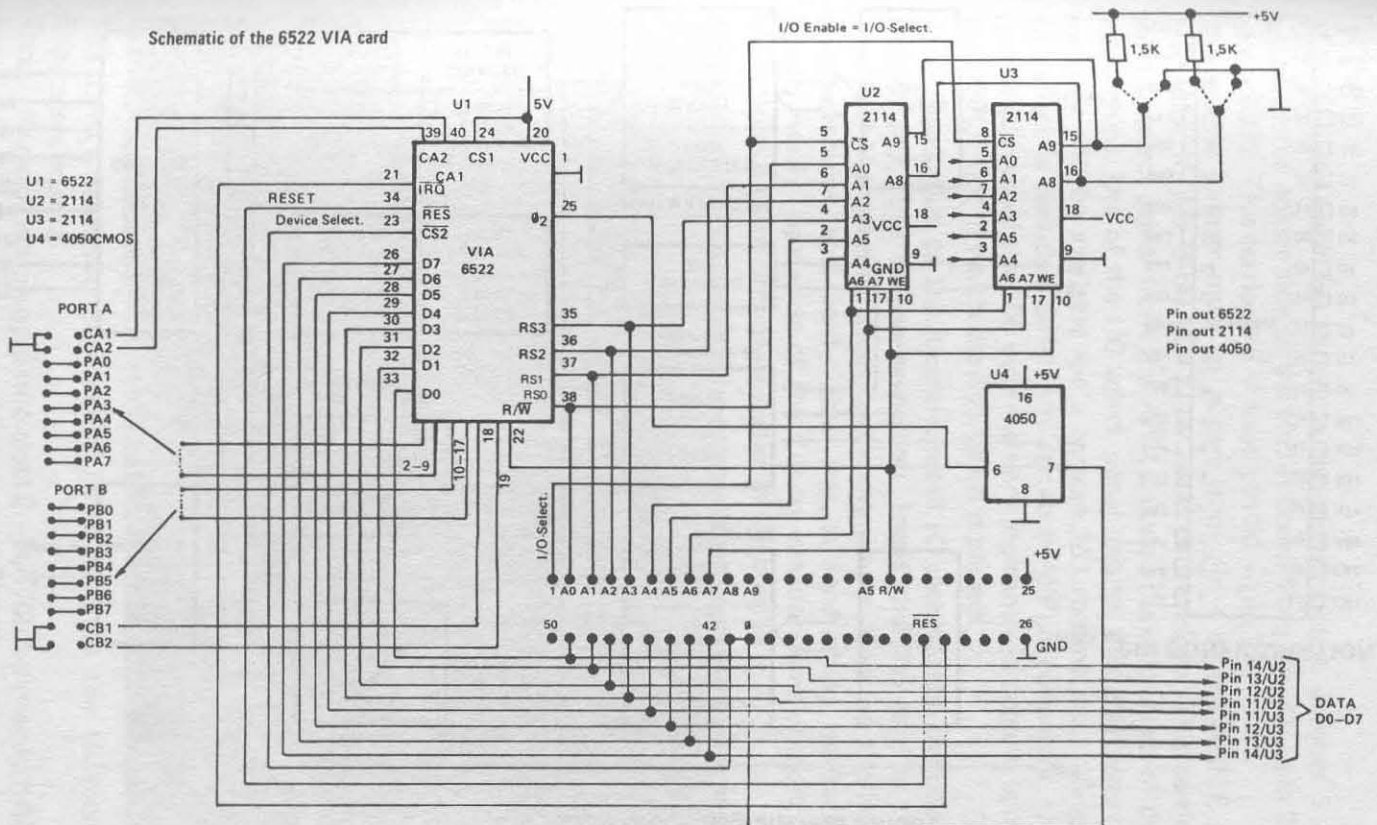 Schematic of the 6522 VIA card
I/O Enable = I/O Select.
+5V
1,5K
1,5K
U1 = 6522
U2 = 2114
U3 = 2114
U4 = 4050CMOS
U1
5V
39 40 24 20
CA2 CS1 VCC 1
CA1
21 IRQ
RESET 34 RES
Device Select. 23 CS2
25 ø2
VIA
6522
26 D7
27 D6
28 D5
29 D4
30 D3
31 D2
32 D1
33 D0
RS3 35
RS2 36
RS1 37
RS0 38
R/W
2–9
10–17
18
19
22
U2
2114
5 CS A9 15
5 A0 A8 16
6 A1
7 A2
4 A3 VCC 18
2 A5
3 A4 GND 9
A6 A7 WE
1 17 10
U3
2114
8 CS A9 15
5 A0 A8 16
6 A1
7 A2
4 A3 18 VCC
2 A5
3 A4 9
A6 A7 WE
1 17 10
Pin out 6522
Pin out 2114
Pin out 4050
U4 +5V
16
4050
6 7
8
PORT A
CA1
CA2
PA0
PA1
PA2
PA3
PA4
PA5
PA6
PA7
PORT B
PB0
PB1
PB2
PB3
PB4
PB5
PB6
PB7
CB1
CB2
I/O Select.
+5V
1 A0 A1 A2 A3 A4 A5 A6 A7 A8 A9 A5 R/W 25
50 42 RES 26
GND
Pin 14/U2
Pin 13/U2
Pin 12/U2
Pin 11/U2
Pin 11/U3
Pin 12/U3
Pin 13/U3
Pin 14/U3
DATA
D0–D7